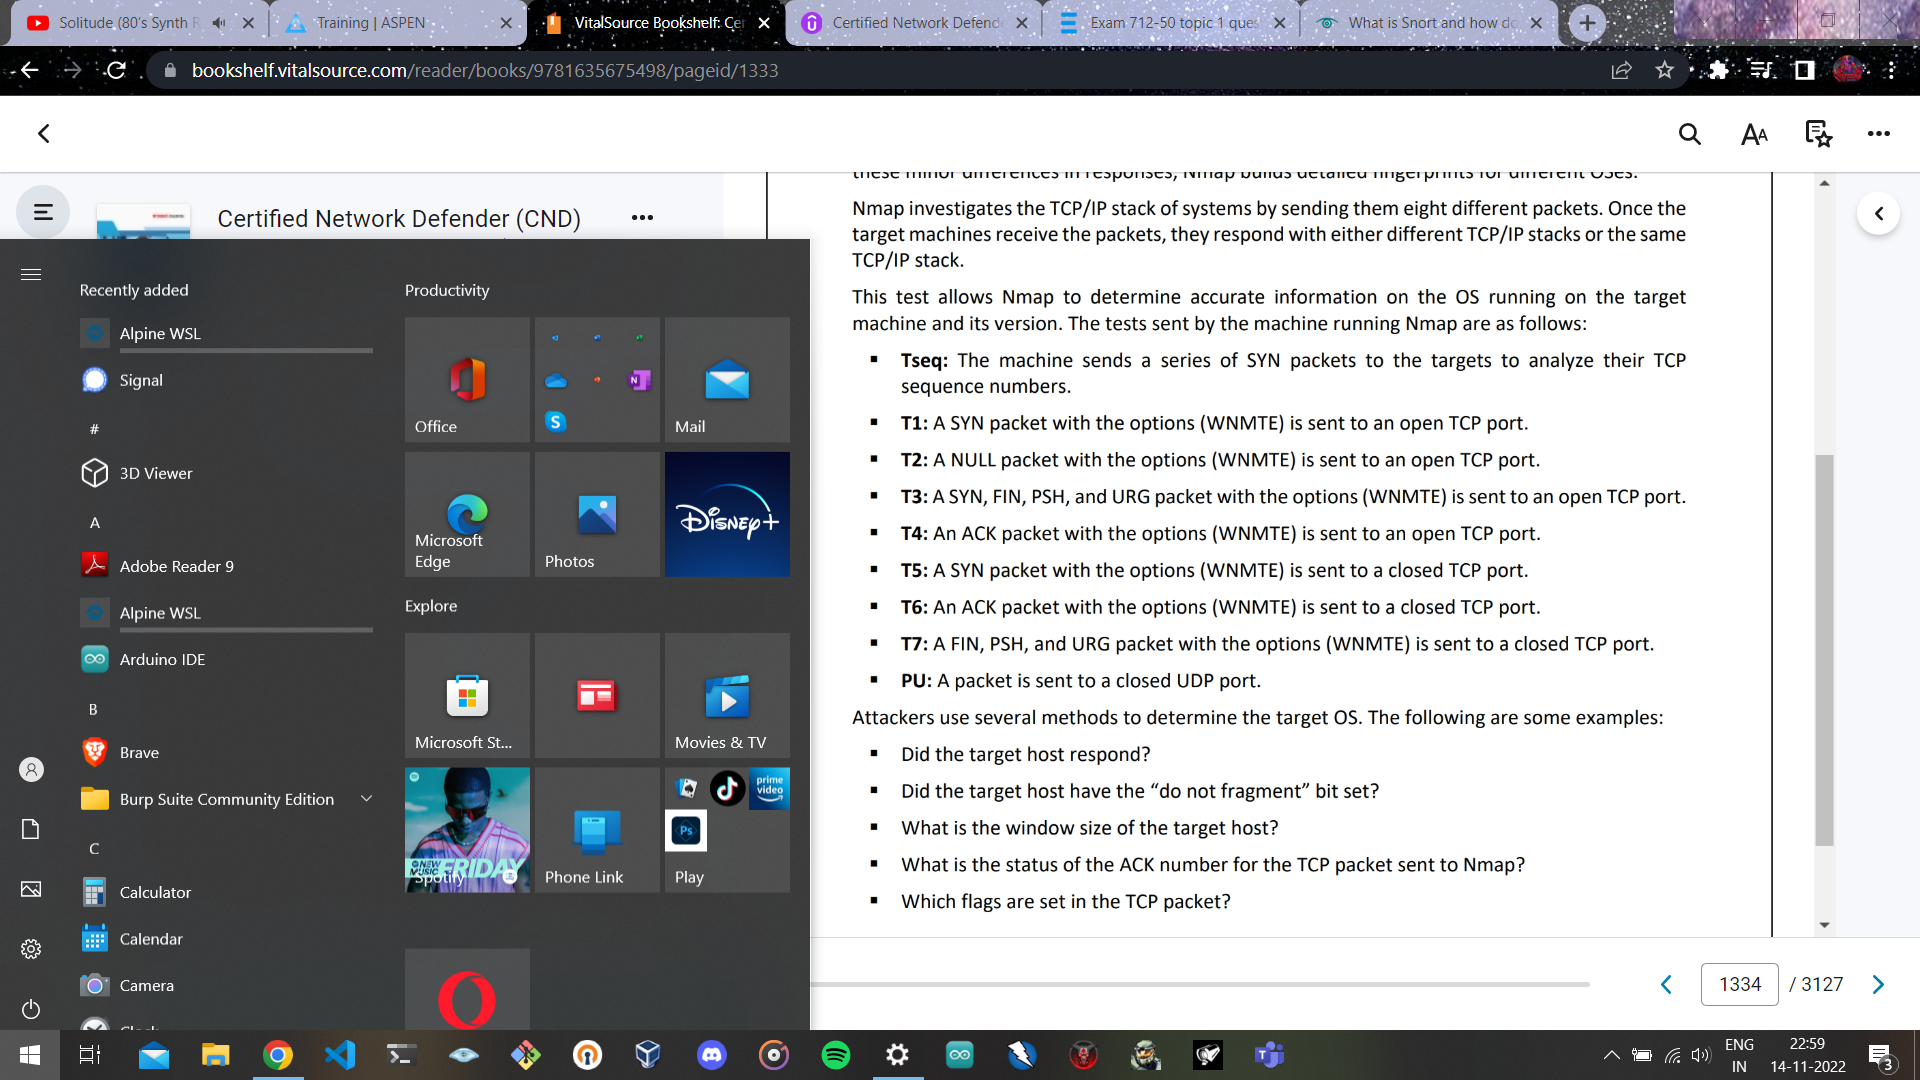 Solitude (80's Synth R
Training | ASPEN
VitalSource Bookshelf: Cer
Certified Network Defende
Exam 712-50 topic 1 ques
What is Snort and how do
bookshelf.vitalsource.com/reader/books/9781635675498/pageid/1333
AA
Certified Network Defender (CND)
these minor differences in responses, Nmap builds detailed fingerprints for different OSes.
Nmap investigates the TCP/IP stack of systems by sending them eight different packets. Once the
target machines receive the packets, they respond with either different TCP/IP stacks or the same
TCP/IP stack.
This test allows Nmap to determine accurate information on the OS running on the target
machine and its version. The tests sent by the machine running Nmap are as follows:
▪ Tseq: The machine sends a series of SYN packets to the targets to analyze their TCP
sequence numbers.
▪ T1: A SYN packet with the options (WNMTE) is sent to an open TCP port.
▪ T2: A NULL packet with the options (WNMTE) is sent to an open TCP port.
▪ T3: A SYN, FIN, PSH, and URG packet with the options (WNMTE) is sent to an open TCP port.
▪ T4: An ACK packet with the options (WNMTE) is sent to an open TCP port.
▪ T5: A SYN packet with the options (WNMTE) is sent to a closed TCP port.
▪ T6: An ACK packet with the options (WNMTE) is sent to a closed TCP port.
▪ T7: A FIN, PSH, and URG packet with the options (WNMTE) is sent to a closed TCP port.
▪ PU: A packet is sent to a closed UDP port.
Attackers use several methods to determine the target OS. The following are some examples:
▪ Did the target host respond?
▪ Did the target host have the “do not fragment” bit set?
▪ What is the window size of the target host?
▪ What is the status of the ACK number for the TCP packet sent to Nmap?
▪ Which flags are set in the TCP packet?
1334 / 3127
Recently added
Alpine WSL
Signal
#
3D Viewer
A
Adobe Reader 9
Alpine WSL
Arduino IDE
B
Brave
Burp Suite Community Edition
C
Calculator
Calendar
Camera
Clock
Productivity
Office
N
S
Mail
Microsoft
Edge
Photos
Disney+
Explore
Microsoft St...
Movies & TV
NEW
MUSIC FRIDAY
Spotify
Phone Link
prime
video
Ps
Play
ENG
IN
22:59
14-11-2022
3